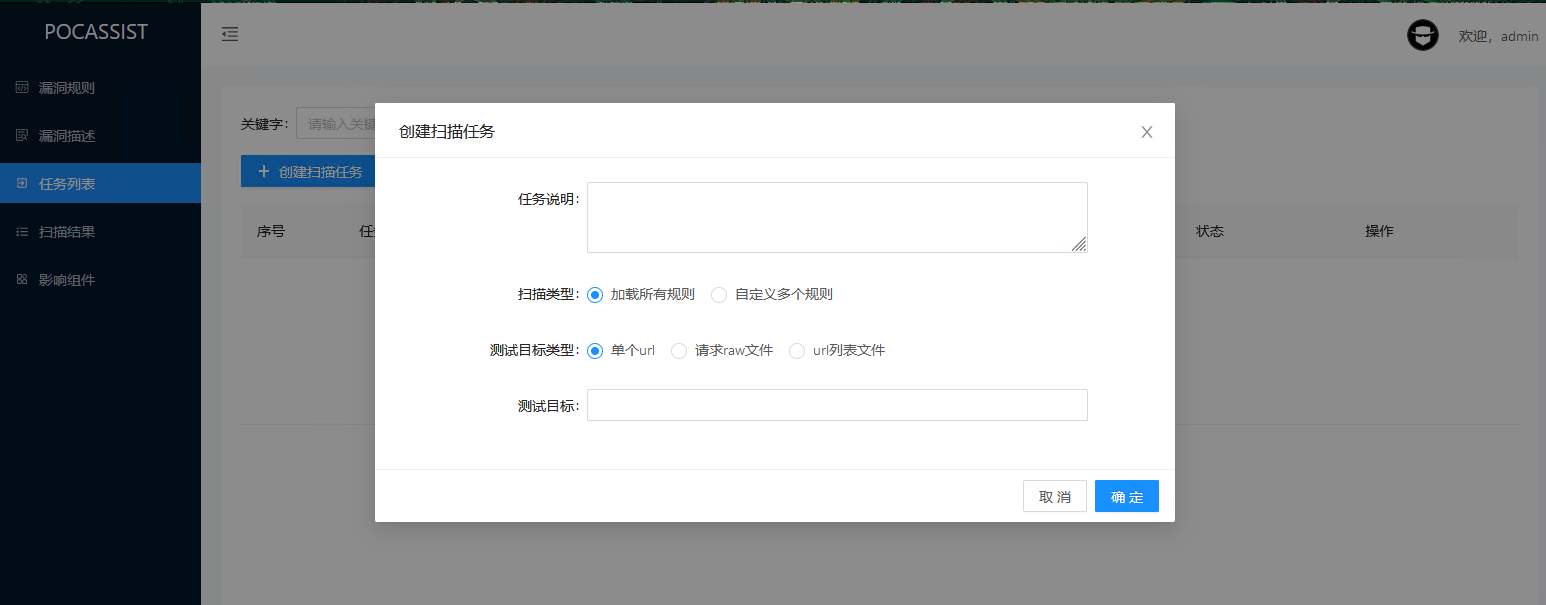 POCASSIST
欢迎，admin
漏洞规则
漏洞描述
任务列表
扫描结果
影响组件
关键字：
请输入关键
+ 创建扫描任务
序号
状态
操作
创建扫描任务
任务说明：
扫描类型： 加载所有规则 自定义多个规则
测试目标类型： 单个url 请求raw文件 url列表文件
测试目标：
取 消 确 定